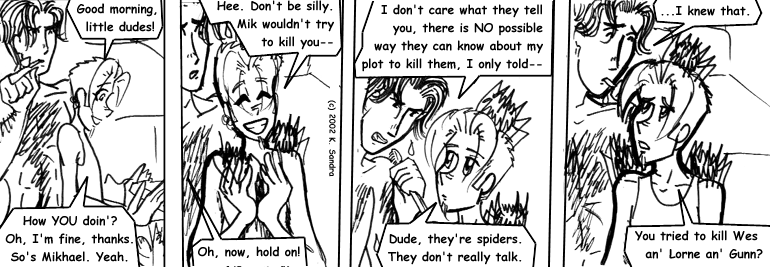 Good morning,
little dudes!
How YOU doin'?
Oh, I'm fine, thanks.
So's Mikhael. Yeah.
Hee. Don't be silly.
Mik wouldn't try
to kill you--
Oh, now, hold on!
(c) 2002 K. Sandra
I don't care what they tell
you, there is NO possible
way they can know about my
plot to kill them, I only told--
Dude, they're spiders.
They don't really talk.
...I knew that.
You tried to kill Wes
an' Lorne an' Gunn?